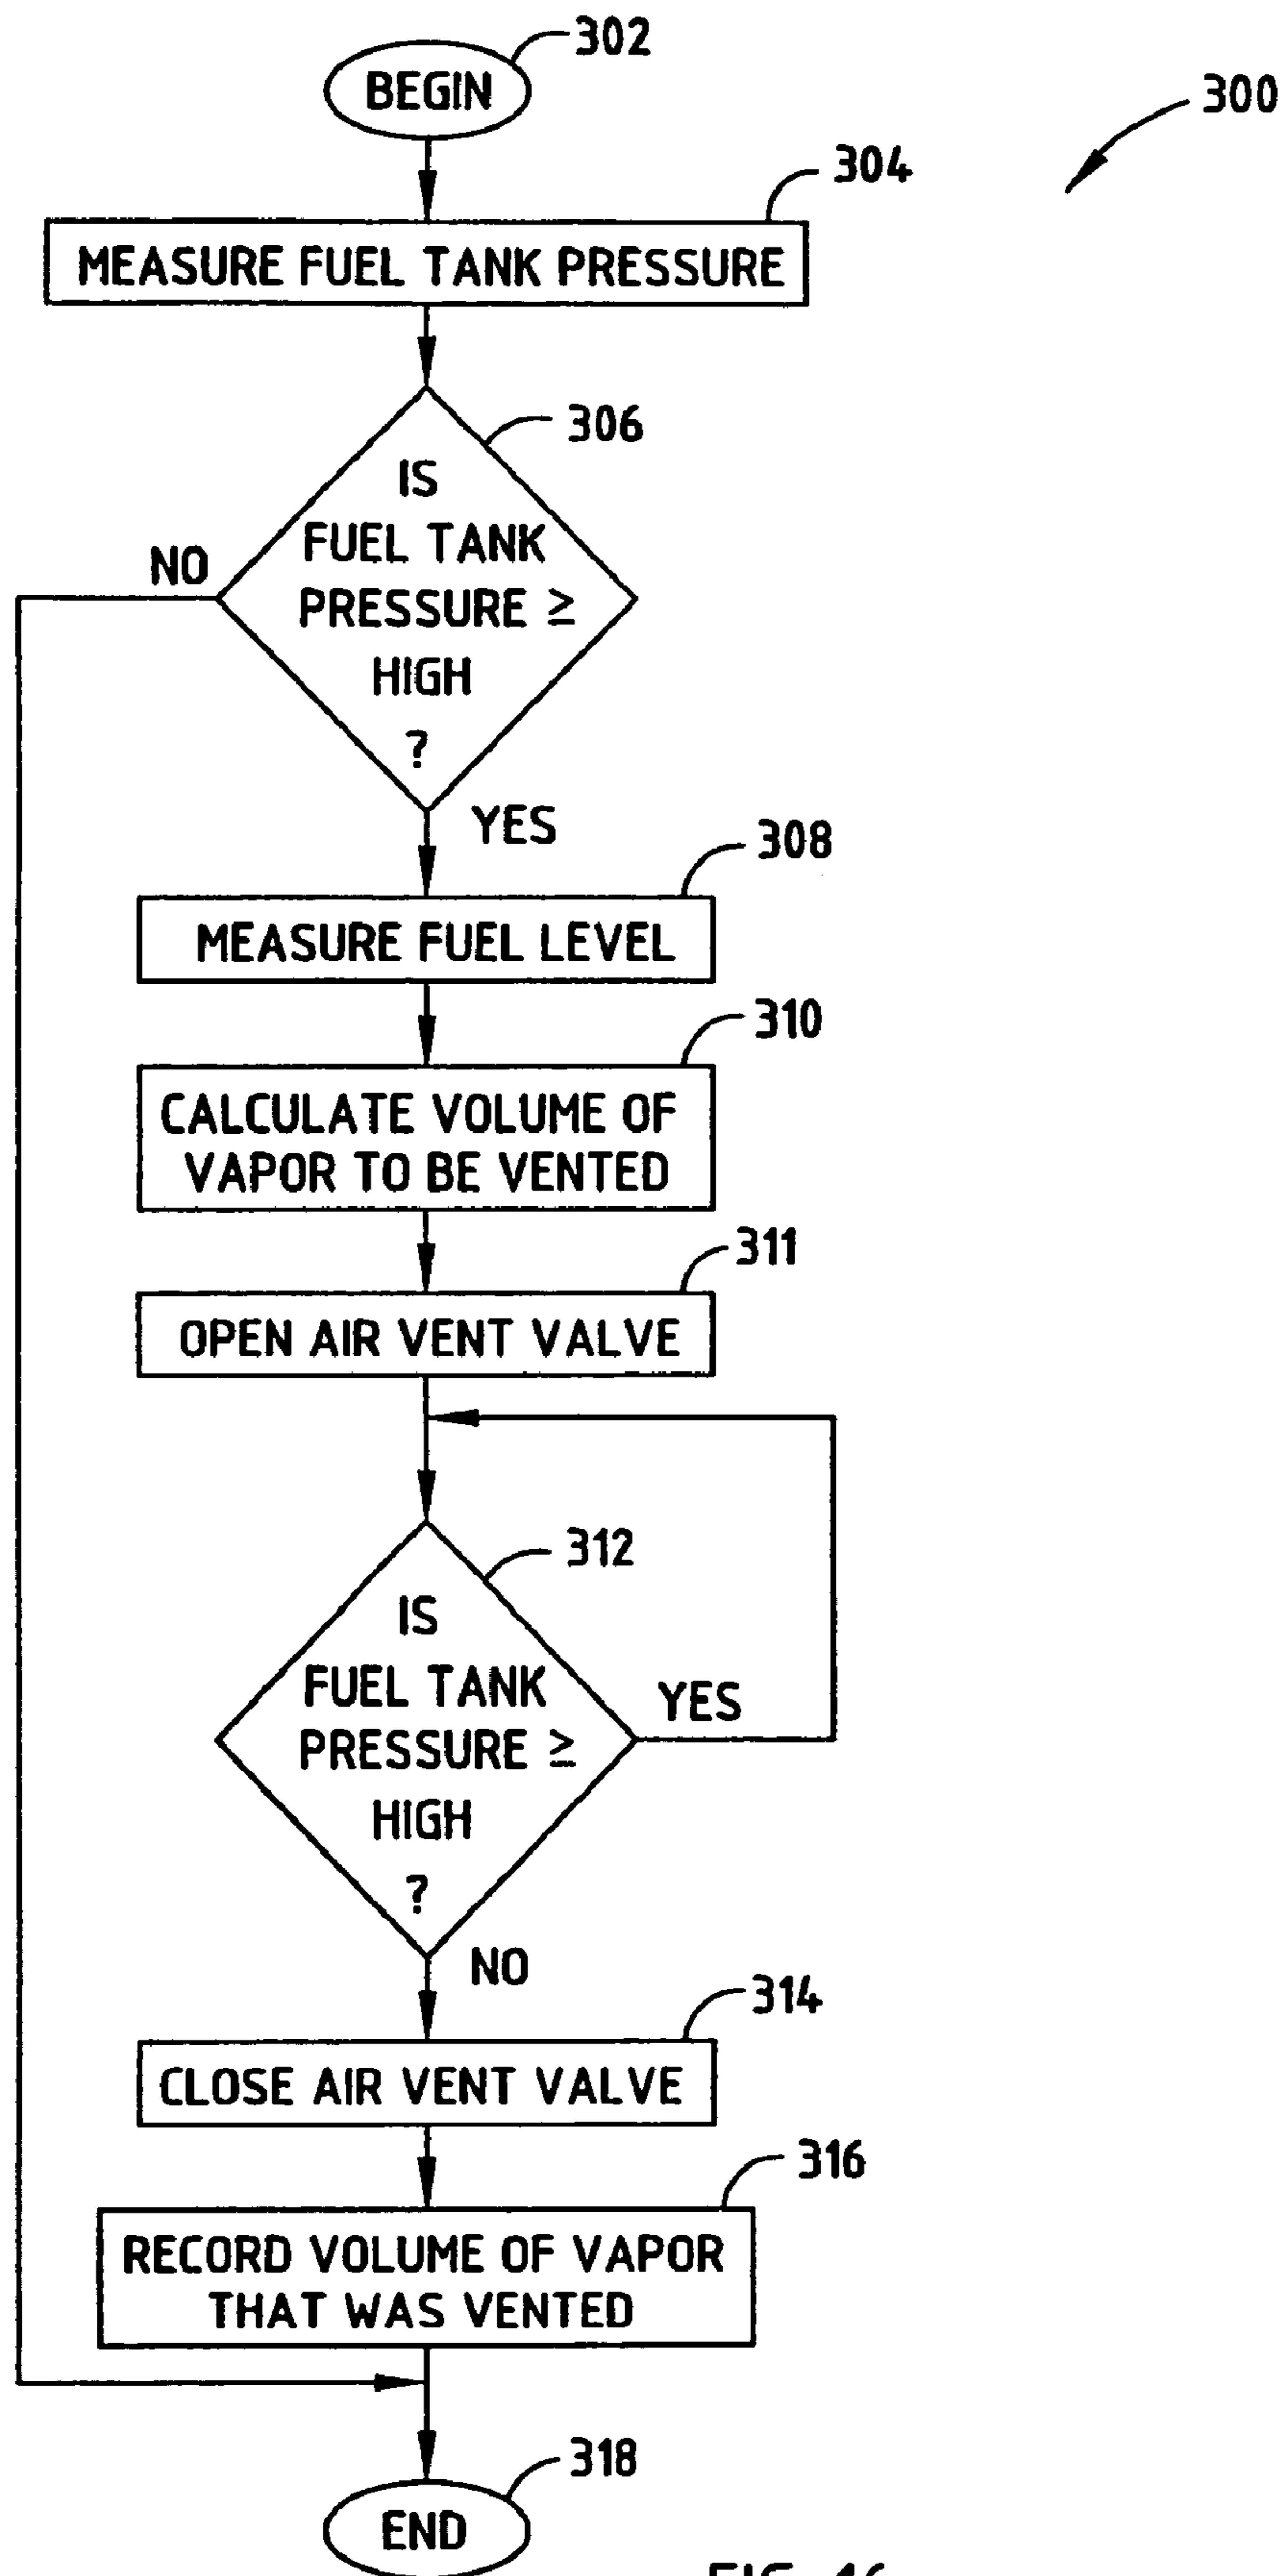 302
BEGIN
300
304
MEASURE FUEL TANK PRESSURE
306
IS
FUEL TANK
PRESSURE ≥
HIGH
?
NO
YES
308
MEASURE FUEL LEVEL
310
CALCULATE VOLUME OF
VAPOR TO BE VENTED
311
OPEN AIR VENT VALVE
312
IS
FUEL TANK
PRESSURE ≥
HIGH
?
YES
NO
314
CLOSE AIR VENT VALVE
316
RECORD VOLUME OF VAPOR
THAT WAS VENTED
318
END